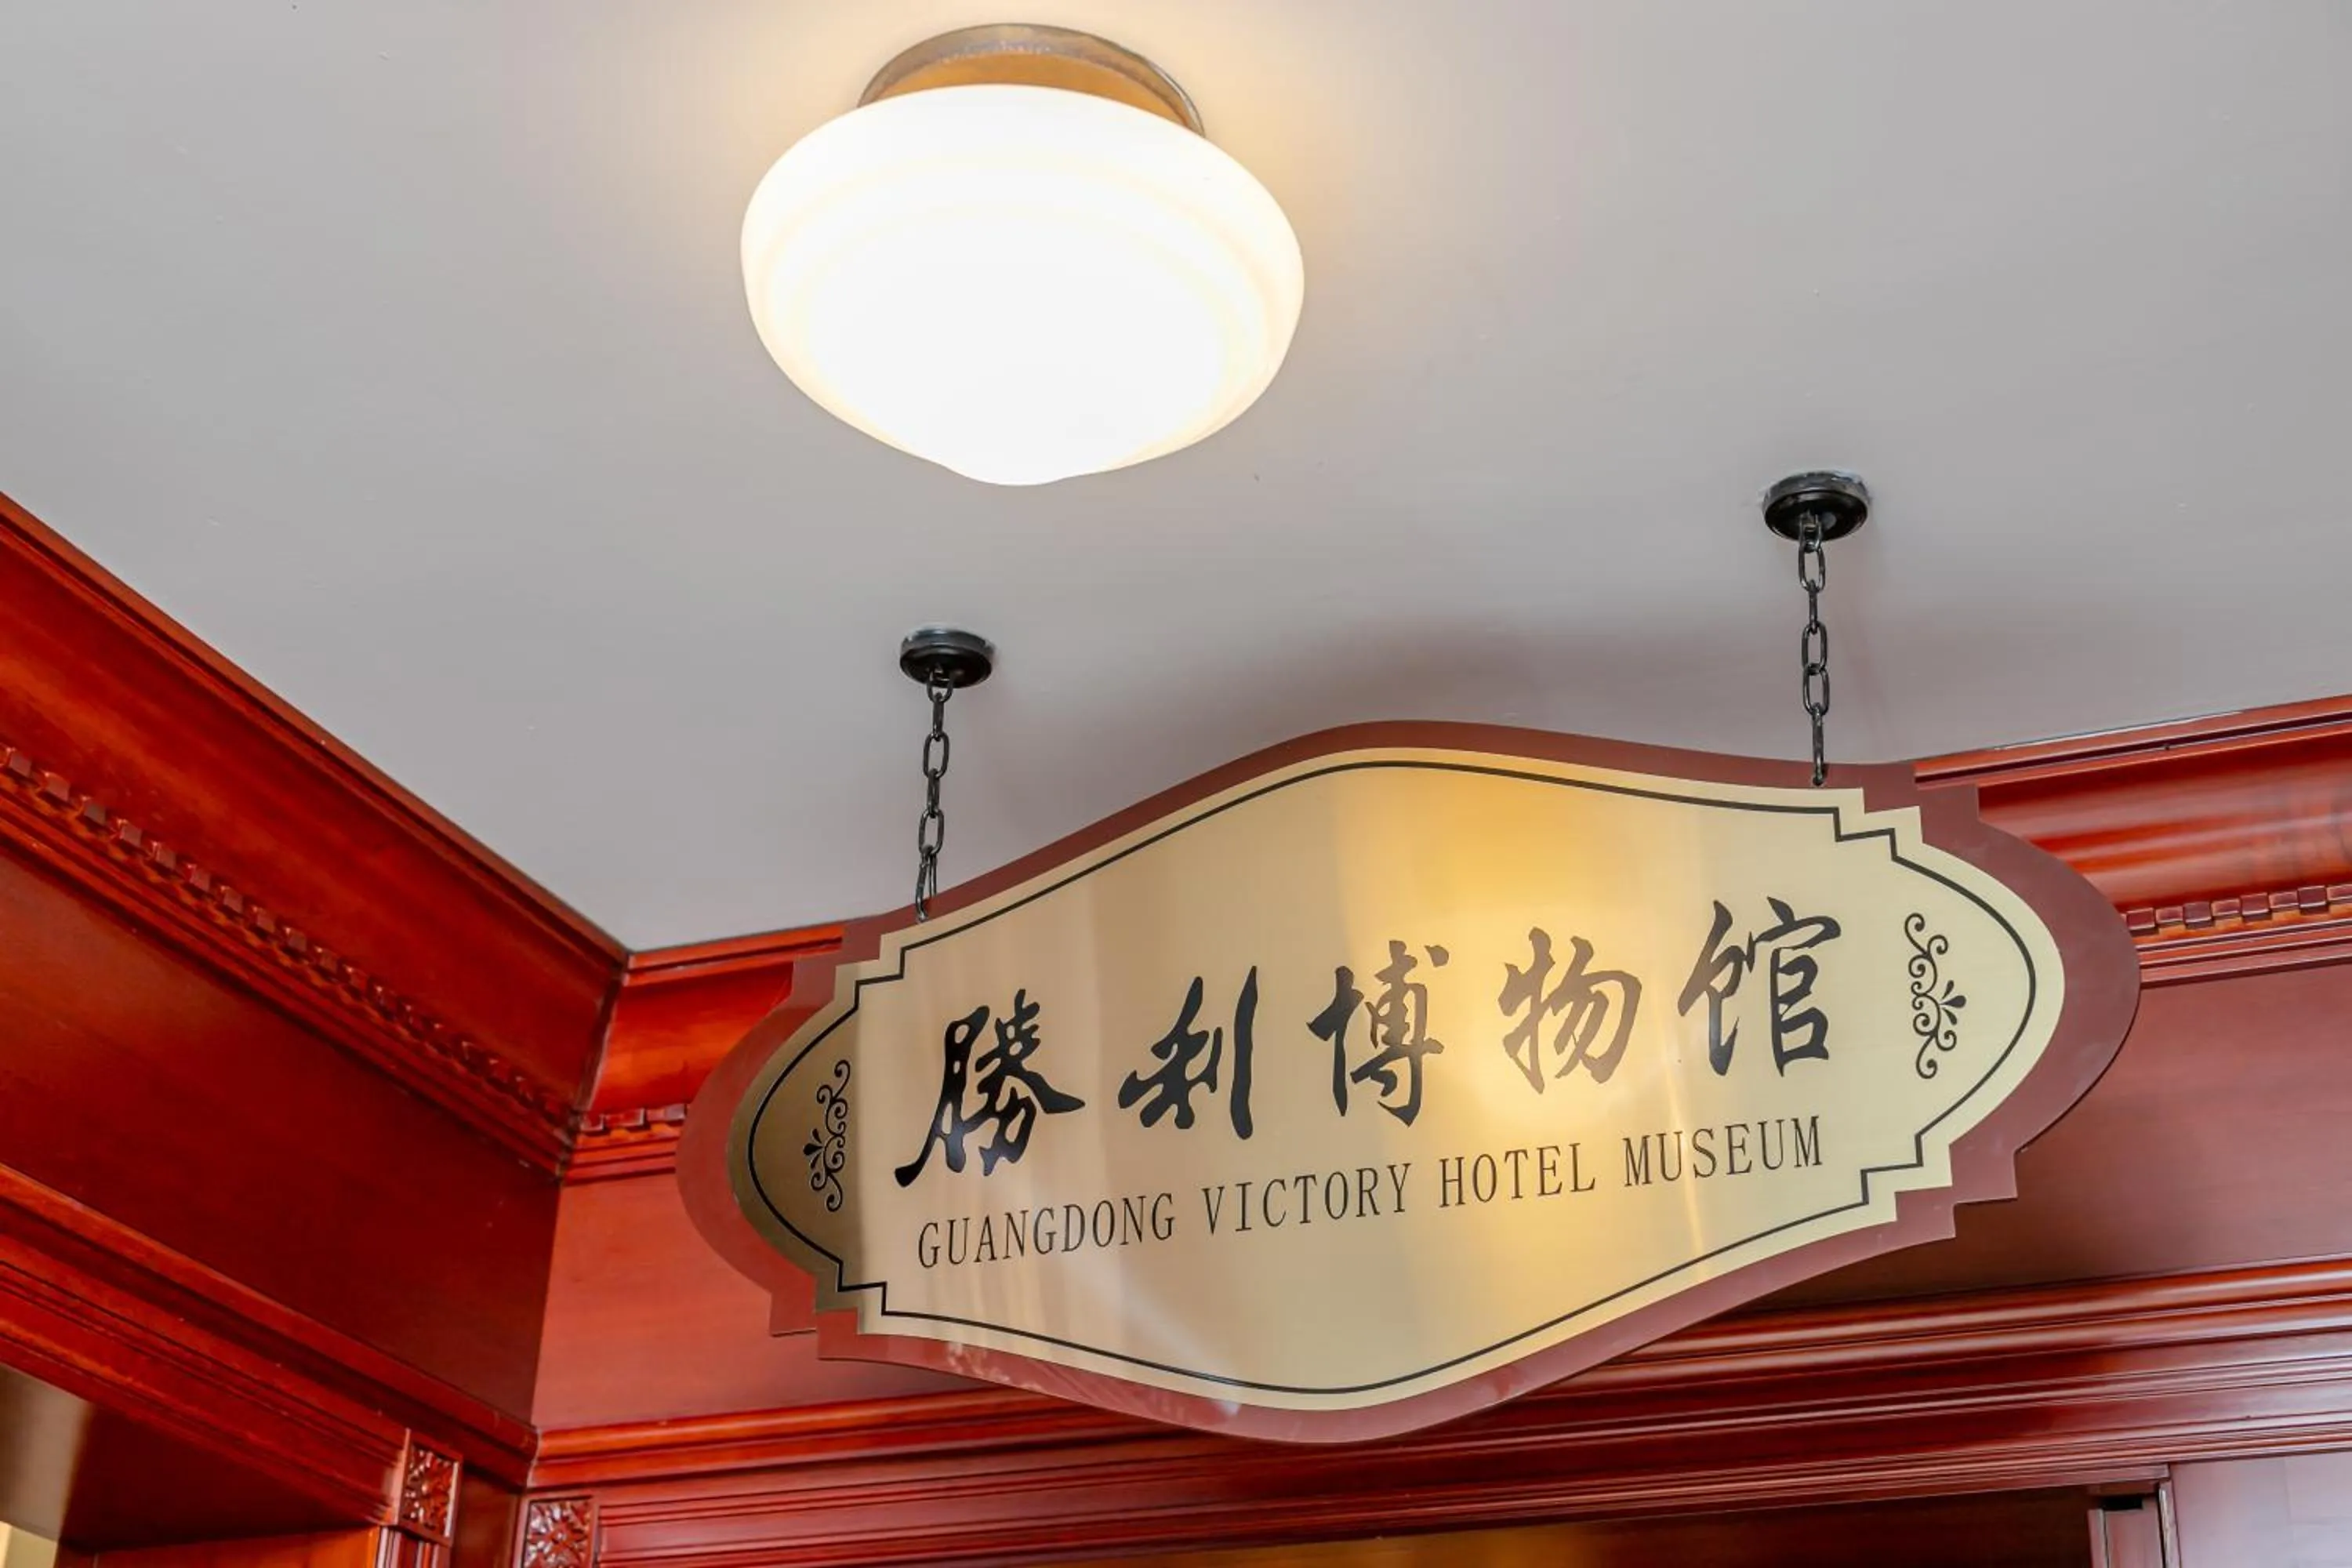 勝利博物馆
GUANGDONG VICTORY HOTEL MUSEUM